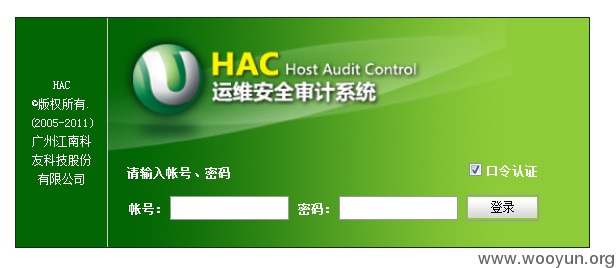 HAC
©版权所有.
(2005-2011)
广州江南科
友科技股份
有限公司
HAC Host Audit Control
运维安全审计系统
请输入帐号、密码
口令认证
帐号:
密码:
登录
www.wooyun.org